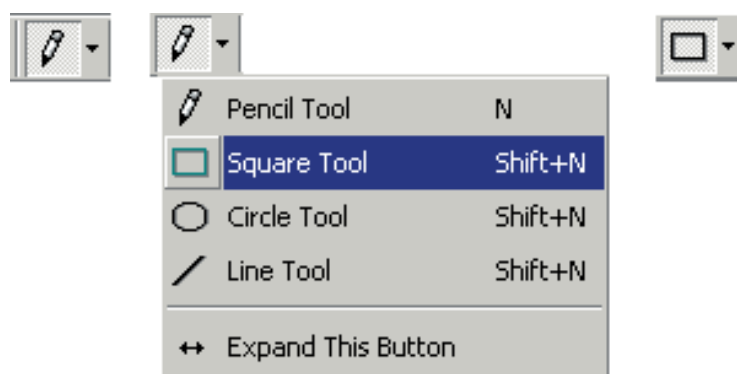 Pencil Tool N
Square Tool Shift+N
Circle Tool Shift+N
Line Tool Shift+N
Expand This Button